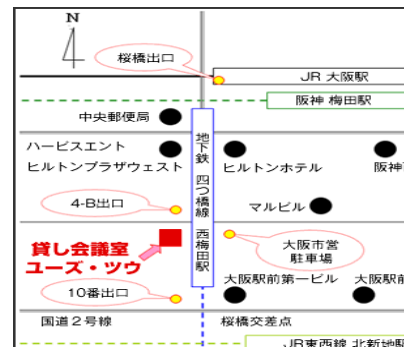 N
桜橋出口
JR 大阪駅
阪神 梅田駅
中央郵便局
地下鉄 四つ橋線 西梅田駅
ハービスエント
ヒルトンプラザウェスト
ヒルトンホテル
阪神
4-B出口
マルビル
貸し会議室
ユーズ・ツウ
大阪市営
駐車場
10番出口
大阪駅前第一ビル
大阪駅前
国道2号線
桜橋交差点
JR東西線 北新地駅